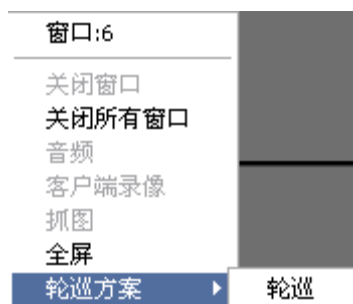 窗口:6
关闭窗口
关闭所有窗口
音频
客户端录像
抓图
全屏
轮巡方案
轮巡